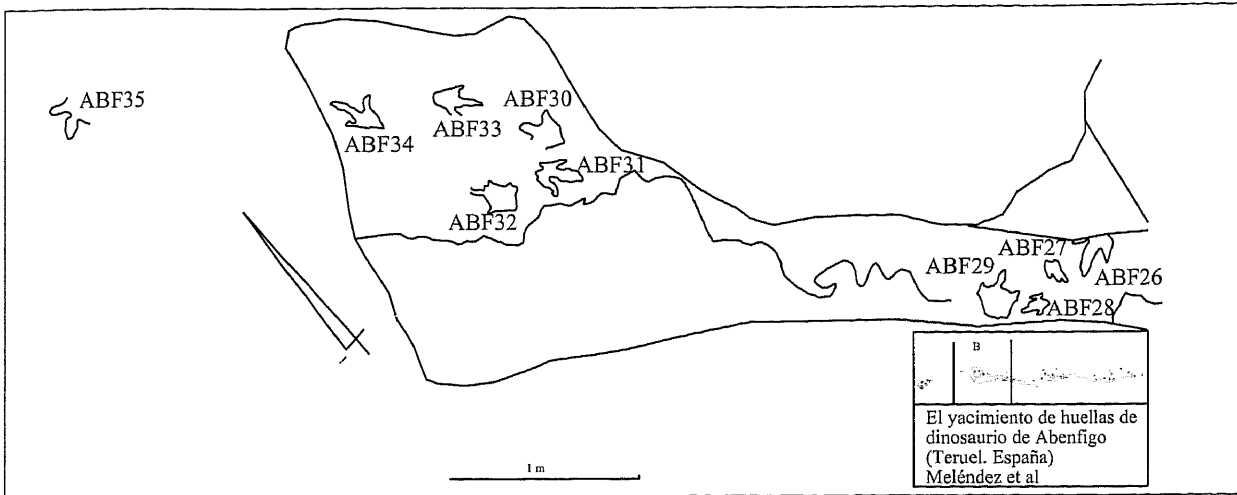 ABF35
ABF34
ABF33
ABF30
ABF31
ABF32
ABF29
ABF27
ABF26
ABF28
B
El yacimiento de huellas de
dinosaurio de Abenfigo
(Teruel. España)
Meléndez et al
1 m